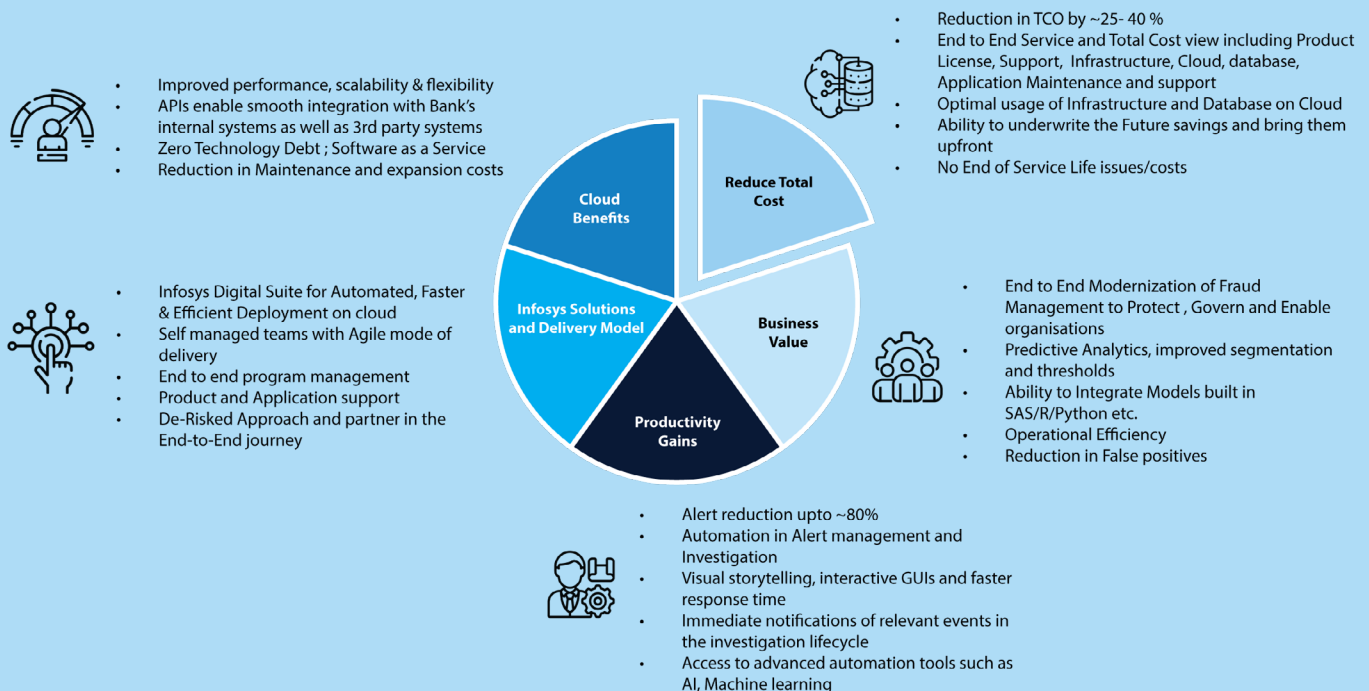 • Improved performance, scalability & flexibility
• APIs enable smooth integration with Bank's
internal systems as well as 3rd party systems
• Zero Technology Debt ; Software as a Service
• Reduction in Maintenance and expansion costs
• Infosys Digital Suite for Automated, Faster
& Efficient Deployment on cloud
• Self managed teams with Agile mode of
delivery
• End to end program management
• Product and Application support
• De-Risked Approach and partner in the
End-to-End journey
Cloud
Benefits
Reduce Total
Cost
Infosys Solutions
and Delivery Model
Business
Value
Productivity
Gains
• Reduction in TCO by ~25- 40 %
• End to End Service and Total Cost view including Product
License, Support, Infrastructure, Cloud, database,
Application Maintenance and support
• Optimal usage of Infrastructure and Database on Cloud
• Ability to underwrite the Future savings and bring them
upfront
• No End of Service Life issues/costs
• End to End Modernization of Fraud
Management to Protect , Govern and Enable
organisations
• Predictive Analytics, improved segmentation
and thresholds
• Ability to Integrate Models built in
SAS/R/Python etc.
• Operational Efficiency
• Reduction in False positives
• Alert reduction upto ~80%
• Automation in Alert management and
Investigation
• Visual storytelling, interactive GUIs and faster
response time
• Immediate notifications of relevant events in
the investigation lifecycle
• Access to advanced automation tools such as
AI, Machine learning